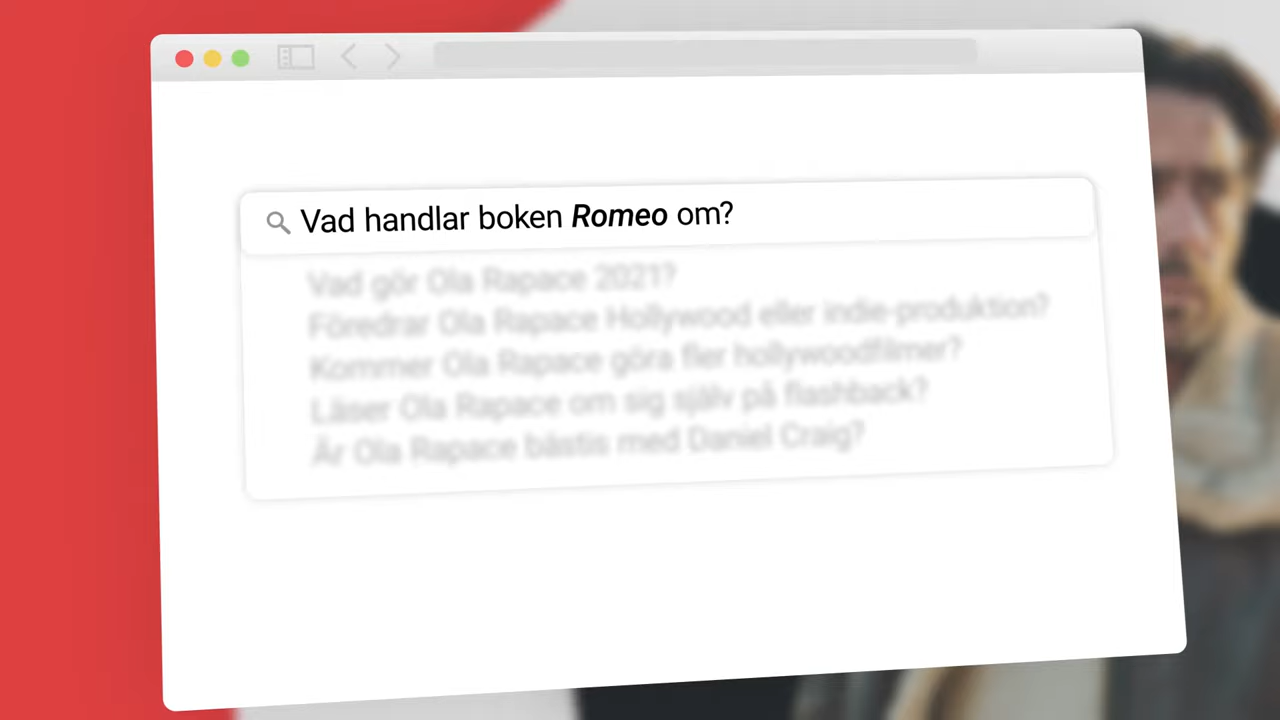 Vad handlar boken Romeo om?
Vad gör Ola Rapace 2021?
Föredrar Ola Rapace Hollywood eller indie-produktion?
Kommer Ola Rapace göra fler hollywoodfilmer?
Läser Ola Rapace om sig själv på flashback?
Är Ola Rapace bästis med Daniel Craig?